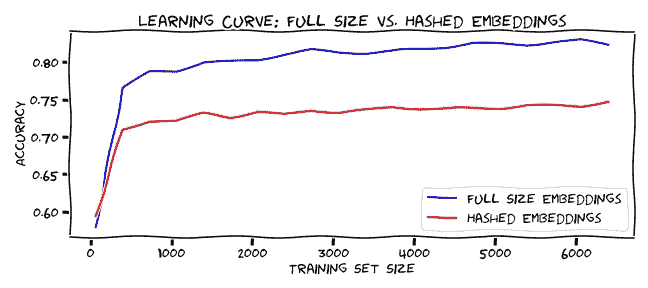 LEARNING CURVE: FULL SIZE VS. HASHED EMBEDDINGS
ACCURACY
0.80
0.75
0.70
0.65
0.60
FULL SIZE EMBEDDINGS
HASHED EMBEDDINGS
0 1000 2000 3000 4000 5000 6000
TRAINING SET SIZE